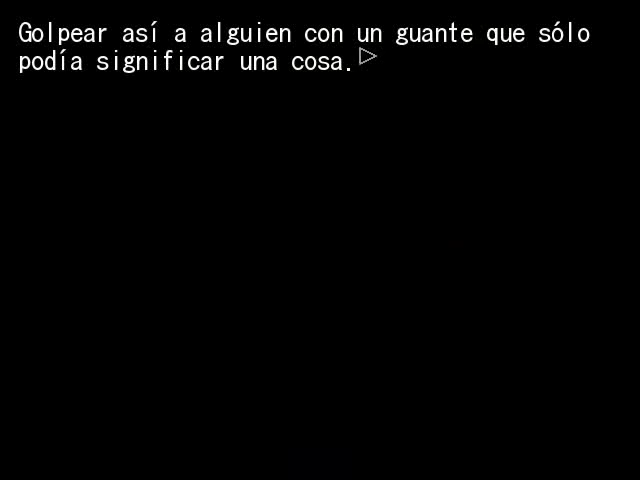 Golpear así a alguien con un guante que sólo
podía significar una cosa.